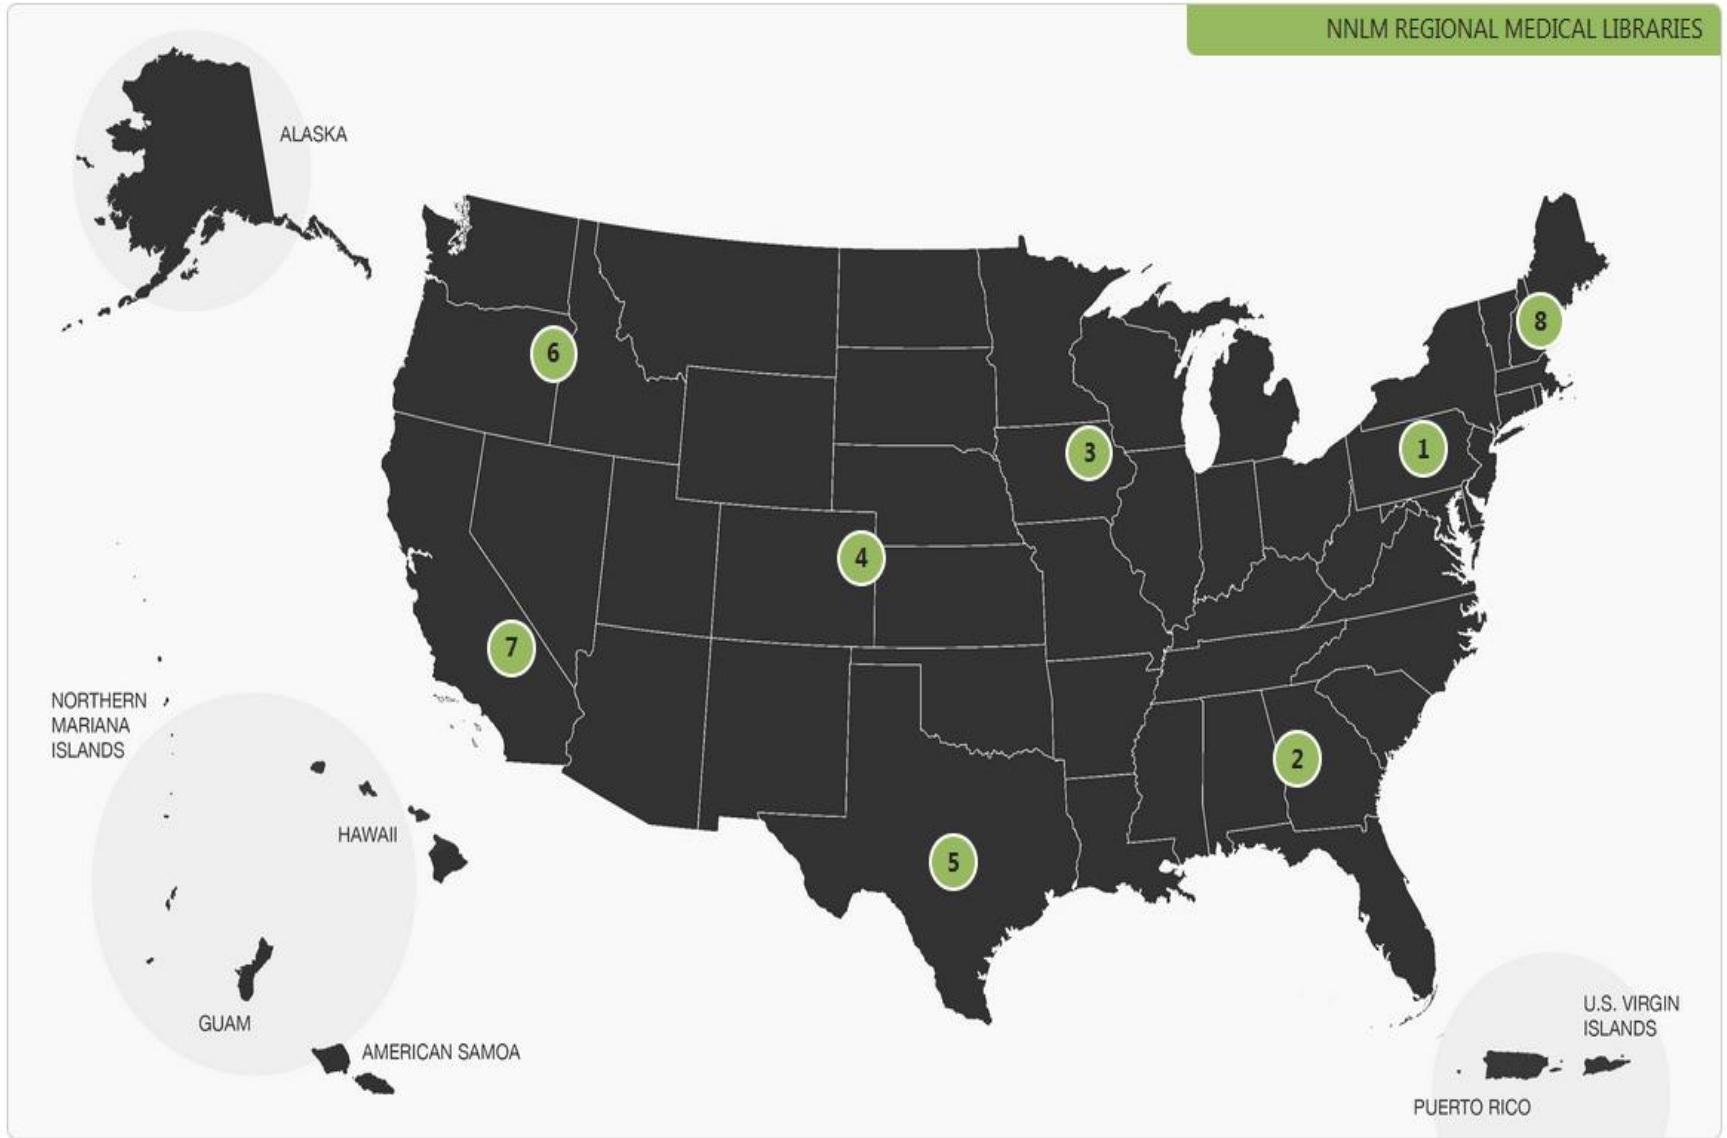 NNLM REGIONAL MEDICAL LIBRARIES
ALASKA
8
6
1
3
4
7
NORTHERN
MARIANA
ISLANDS
2
HAWAII
5
GUAM
U.S. VIRGIN
ISLANDS
AMERICAN SAMOA
PUERTO RICO